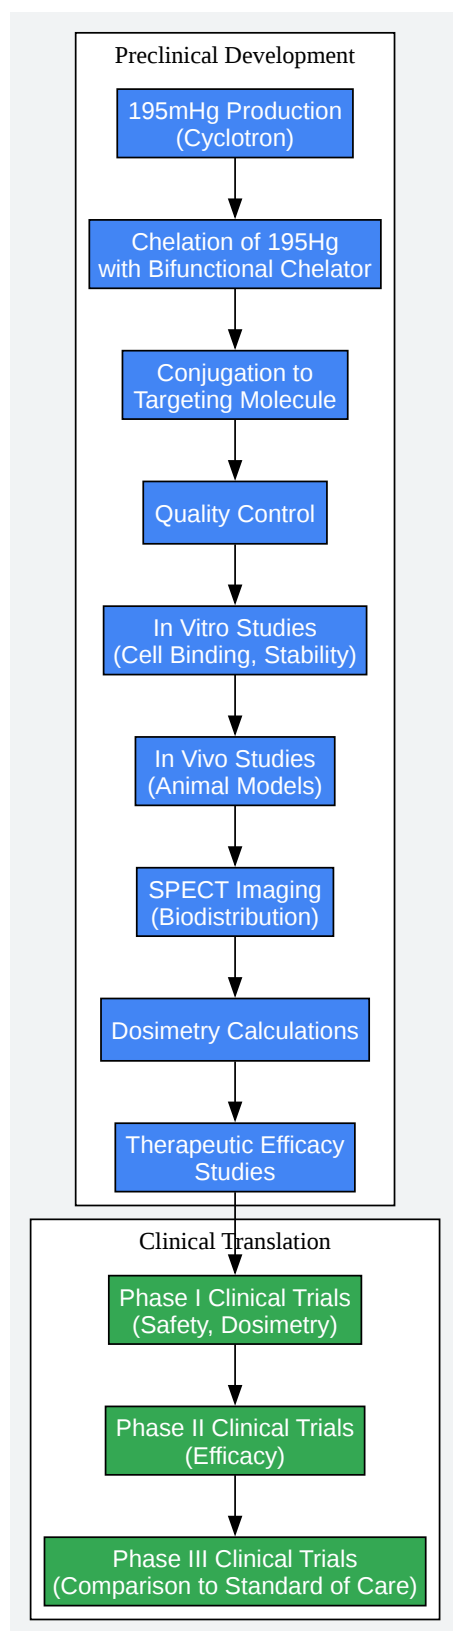 Preclinical Development
195mHg Production
(Cyclotron)
Chelation of 195Hg
with Bifunctional Chelator
Conjugation to
Targeting Molecule
Quality Control
In Vitro Studies
(Cell Binding, Stability)
In Vivo Studies
(Animal Models)
SPECT Imaging
(Biodistribution)
Dosimetry Calculations
Therapeutic Efficacy
Studies
Clinical Translation
Phase I Clinical Trials
(Safety, Dosimetry)
Phase II Clinical Trials
(Efficacy)
Phase III Clinical Trials
(Comparison to Standard of Care)